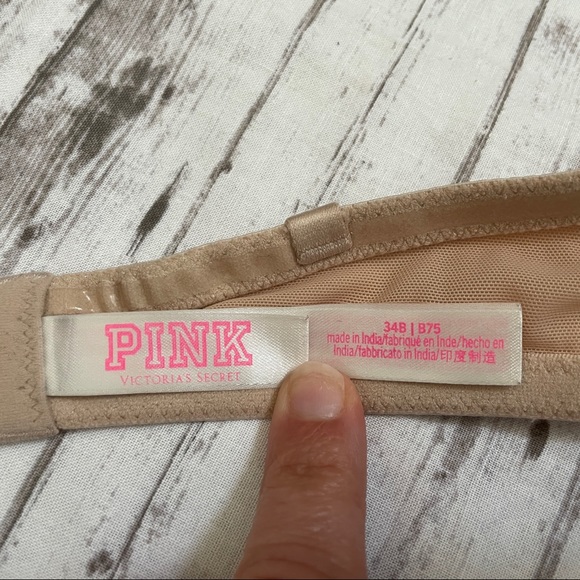 PINK
VICTORIA'S SECRET
34B | B75
made in India/fabriqué en Inde/hecho en
India/fabbricato in India/印度制造